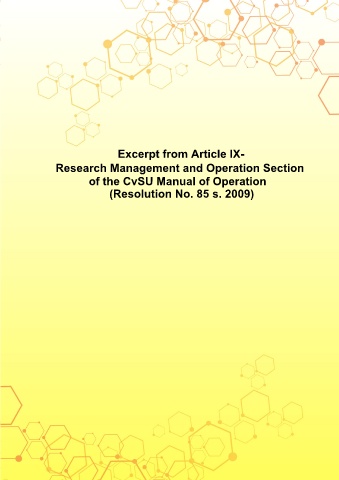 Excerpt from Article IX-
Research Management and Operation Section
of the CvSU Manual of Operation
(Resolution No. 85 s. 2009)